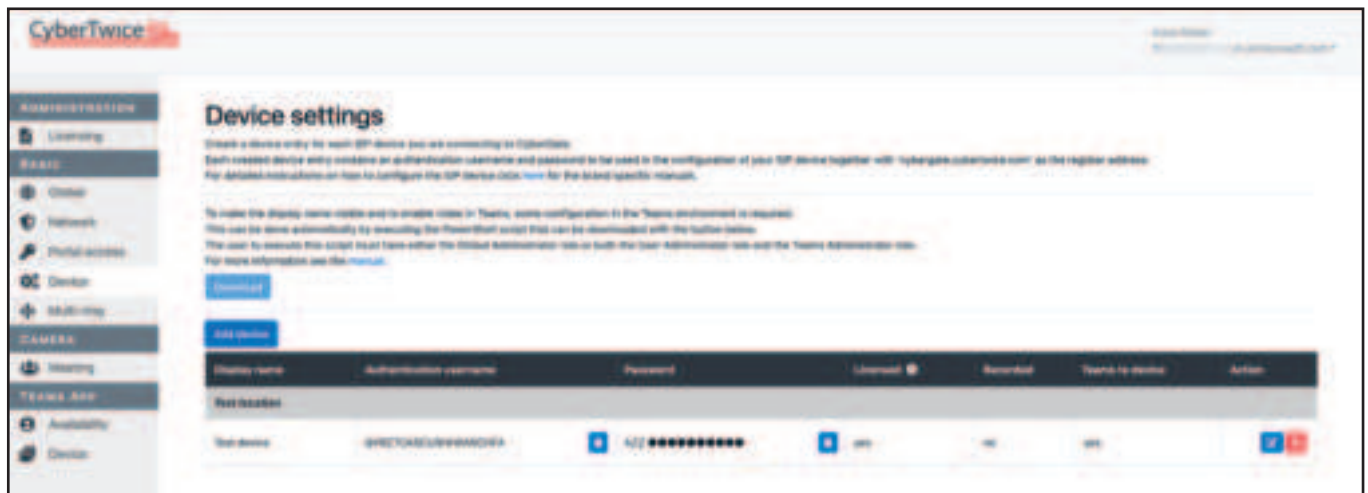 CyberTwice
ADMINISTRATION
Licensing
BASIC
Global
Network
Portal access
Device
Multi-ring
CAMERA
Meeting
TEAMS APP
Availability
Device
Device settings
Create a device entry for each SIP device you are connecting to CyberGate.
Each created device entry contains an authentication username and password to be used in the configuration of your SIP device together with 'cybergate.cybertwice.com' as the register address.
For detailed instructions on how to configure the SIP device click here for the brand specific manuals.
To make the display name visible and to enable video in Teams, some configuration in the Teams environment is required.
This can be done automatically by executing the PowerShell script that can be downloaded with the button below.
The user to execute this script must have either the Global Administrator role or both the User Administrator role and the Teams Administrator role.
For more information see the manual.
Download
Add device
Display name Authentication username Password Licensed Recorded Teams to device Action
Test location
Test device yes no yes